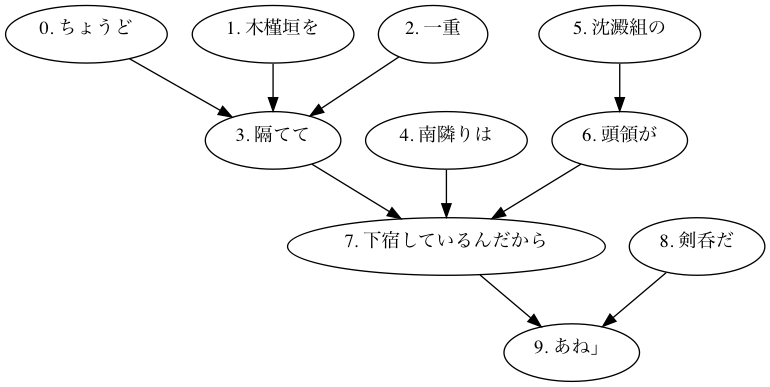 0. ちょうど
1. 木槿垣を
2. 一重
5. 沈澱組の
3. 隔てて
4. 南隣りは
6. 頭領が
7. 下宿しているんだから
8. 剣呑だ
9. あね」